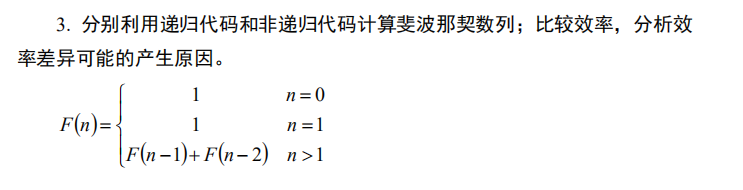 3. 分别利用递归代码和非递归代码计算斐波那契数列；比较效率，分析效
率差异可能的产生原因。
1 n=0
F(n)= { 1 n=1
F(n−1)+F(n−2) n>1